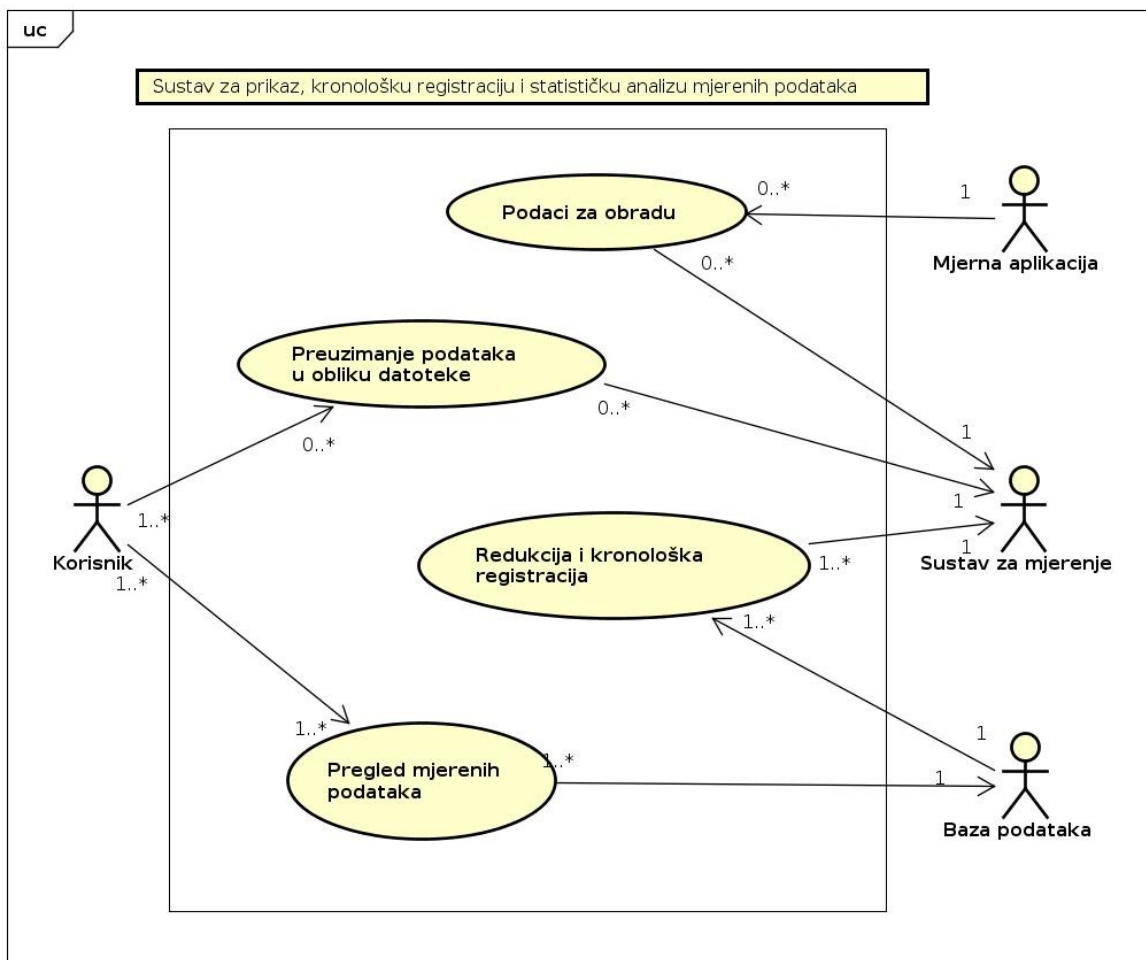 uc
Sustav za prikaz, kronološku registraciju i statističku analizu mjerenih podataka
0..*
1
Podaci za obradu
Mjerna aplikacija
0..*
Preuzimanje podataka
u obliku datoteke
0..*
1
0..*
1
1..*
Korisnik
1..*
Redukcija i kronološka
registracija
1..*
1
Sustav za mjerenje
1..*
1
1..*
Pregled mjerenih
podataka
1..*
1
Baza podataka